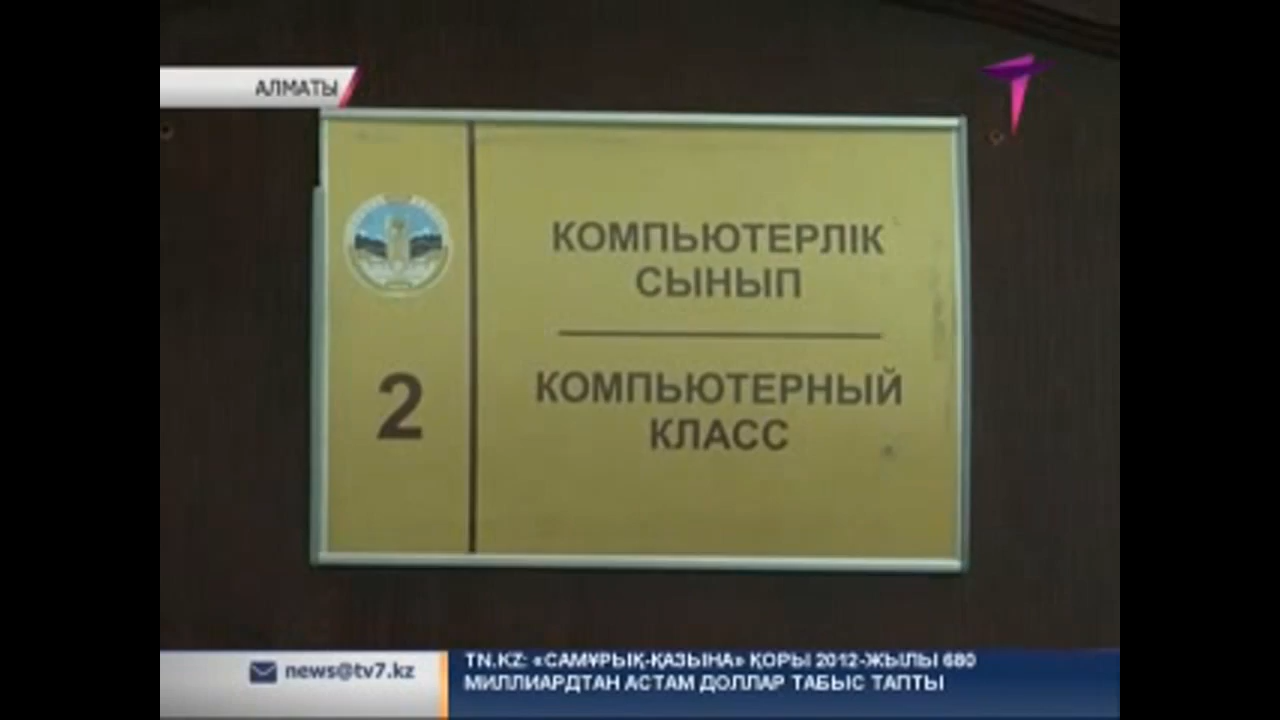 АЛМАТЫ
КОМПЬЮТЕРЛІК
СЫНЫП
2
КОМПЬЮТЕРНЫЙ
КЛАСС
news@tv7.kz
TN.KZ: «САМҰРЫҚ-ҚАЗЫНА» ҚОРЫ 2012-ЖЫЛЫ 680
МИЛЛИАРДТАН АСТАМ ДОЛЛАР ТАБЫС ТАПТЫ